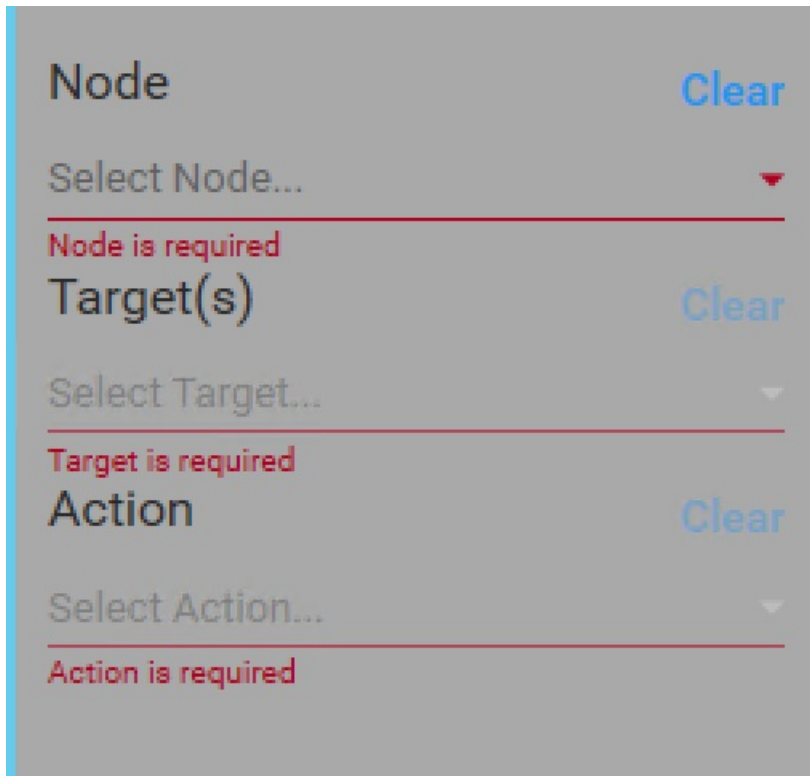 Node
Clear
Select Node...
Node is required
Target(s)
Clear
Select Target...
Target is required
Action
Clear
Select Action...
Action is required